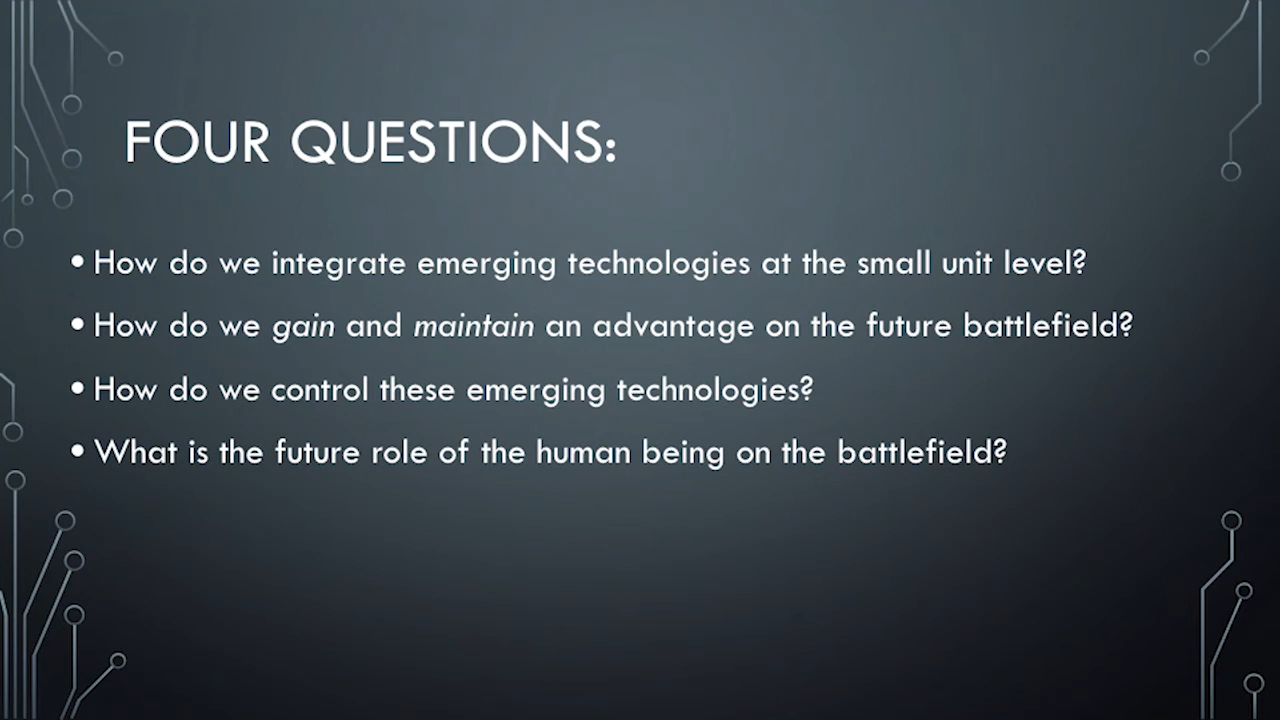 FOUR QUESTIONS:
• How do we integrate emerging technologies at the small unit level?
• How do we gain and maintain an advantage on the future battlefield?
• How do we control these emerging technologies?
• What is the future role of the human being on the battlefield?